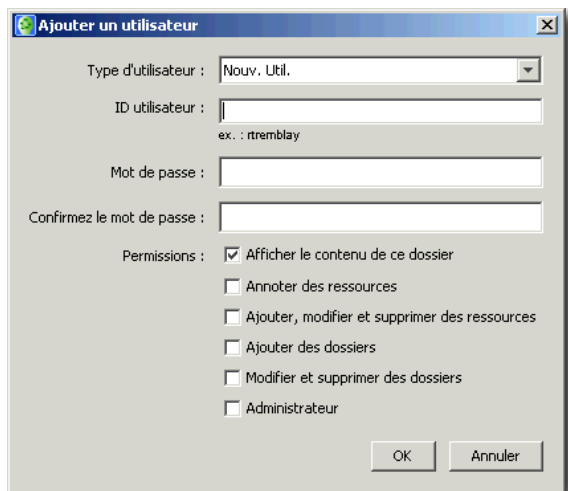 Ajouter un utilisateur
Type d'utilisateur : Nouv. Util.
ID utilisateur :
ex. : rtremblay
Mot de passe :
Confirmez le mot de passe :
Permissions : Afficher le contenu de ce dossier
Annoter des ressources
Ajouter, modifier et supprimer des ressources
Ajouter des dossiers
Modifier et supprimer des dossiers
Administrateur
OK Annuler